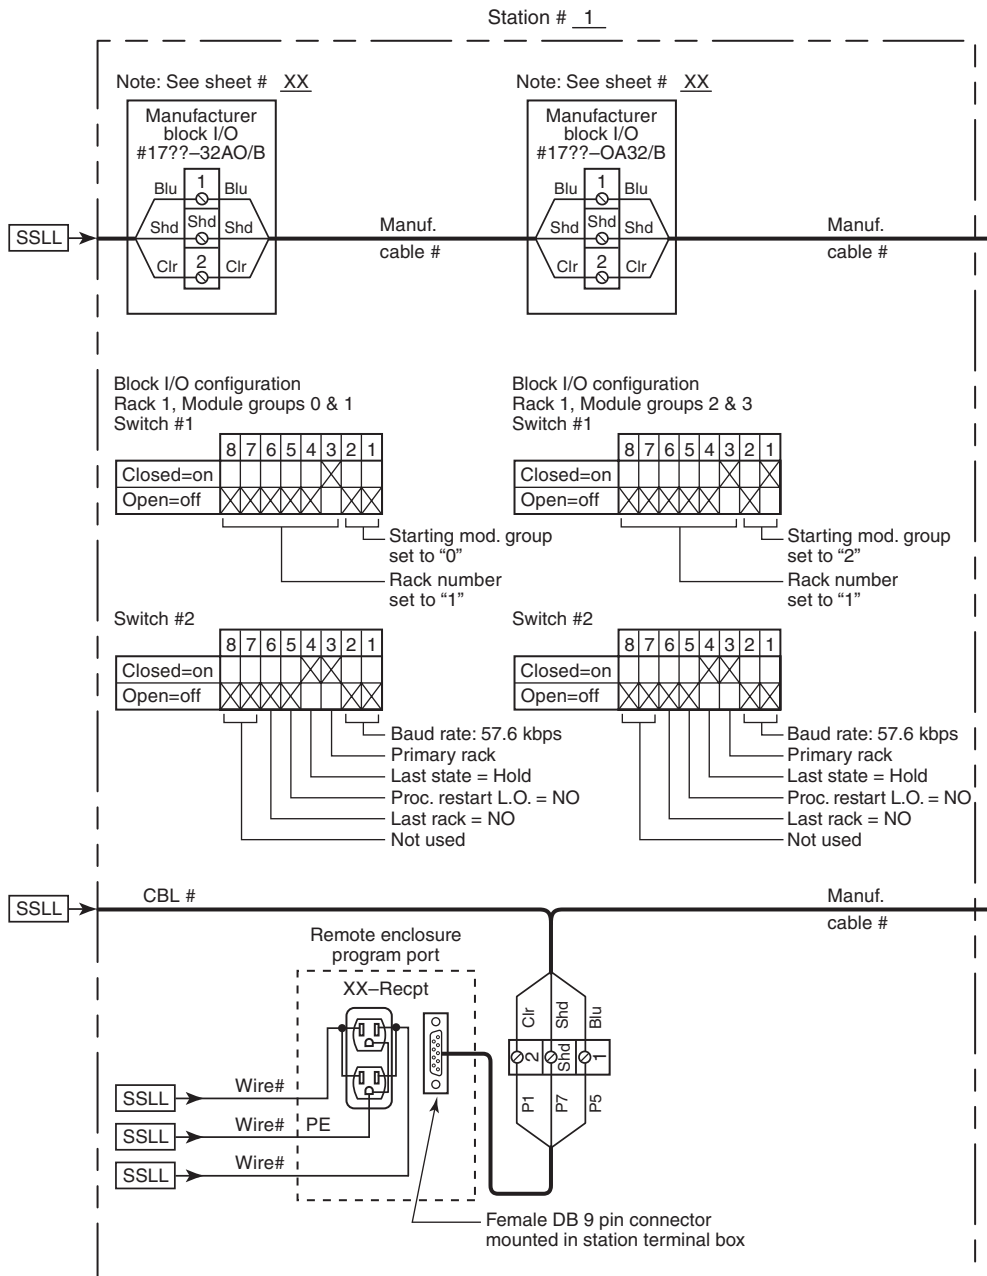 Station # 1
Note: See sheet # XX
Manufacturer
block I/O
#17??–32AO/B
Blu 1 Blu
Shd Shd Shd
Clr 2 Clr
Note: See sheet # XX
Manufacturer
block I/O
#17??–OA32/B
Blu 1 Blu
Shd Shd Shd
Clr 2 Clr
SSLL
Manuf.
cable #
Manuf.
cable #
Block I/O configuration
Rack 1, Module groups 0 & 1
Switch #1
8 7 6 5 4 3 2 1
Closed=on
Open=off
Starting mod. group
set to “0”
Rack number
set to “1”
Block I/O configuration
Rack 1, Module groups 2 & 3
Switch #1
8 7 6 5 4 3 2 1
Closed=on
Open=off
Starting mod. group
set to “2”
Rack number
set to “1”
Switch #2
8 7 6 5 4 3 2 1
Closed=on
Open=off
Baud rate: 57.6 kbps
Primary rack
Last state = Hold
Proc. restart L.O. = NO
Last rack = NO
Not used
Switch #2
8 7 6 5 4 3 2 1
Closed=on
Open=off
Baud rate: 57.6 kbps
Primary rack
Last state = Hold
Proc. restart L.O. = NO
Last rack = NO
Not used
SSLL
CBL #
Manuf.
cable #
Remote enclosure
program port
XX–Recpt
Clr Shd Blu
2 Shd 1
P1 P7 P5
SSLL Wire#
SSLL Wire# PE
SSLL Wire#
Female DB 9 pin connector
mounted in station terminal box